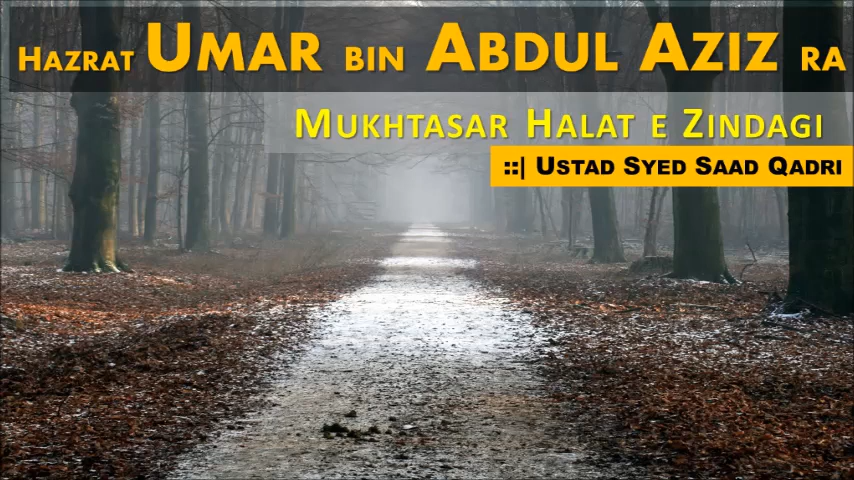 Hazrat Umar bin Abdul Aziz ra
Mukhtasar Halat e Zindagi
::| Ustad Syed Saad Qadri